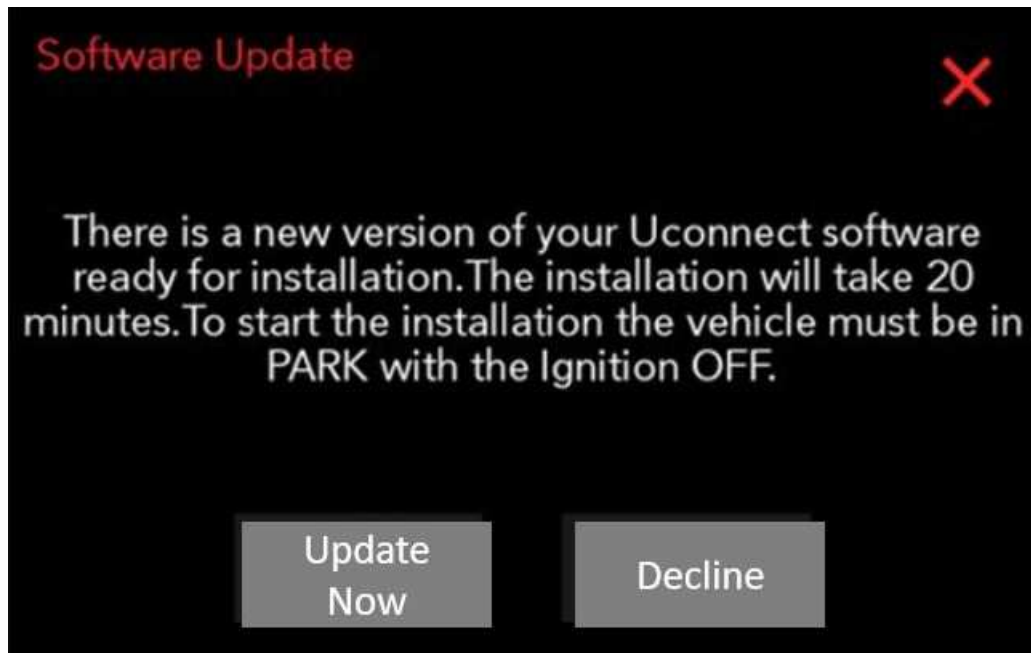 Software Update
There is a new version of your Uconnect software
ready for installation.The installation will take 20
minutes.To start the installation the vehicle must be in
PARK with the Ignition OFF.
Update
Now
Decline